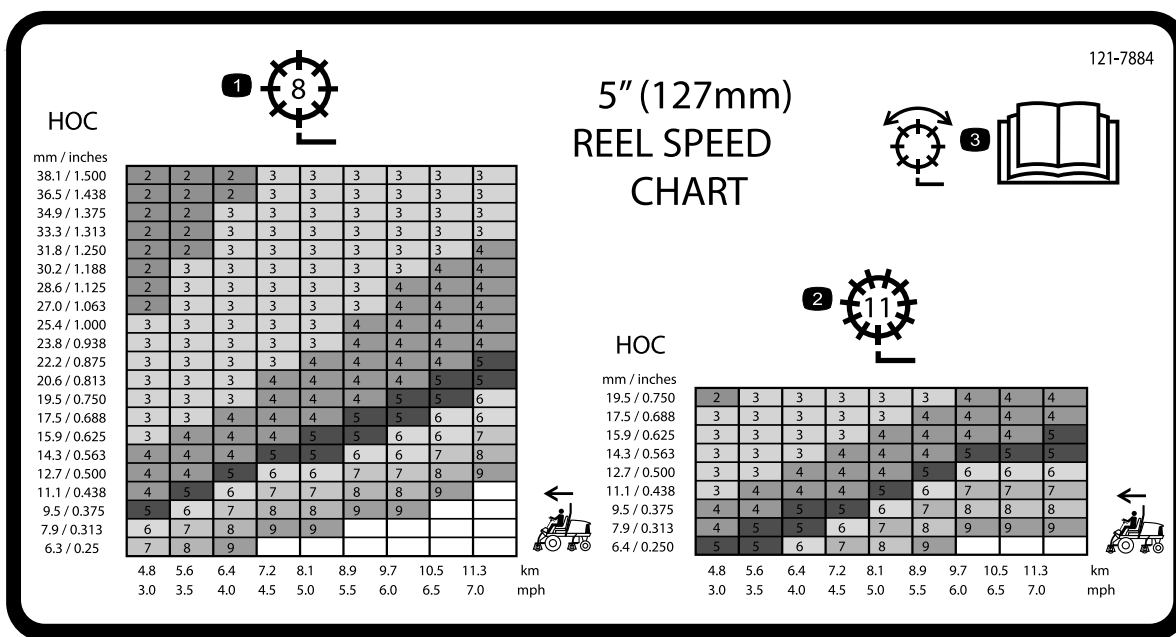 121-7884
1
8
5" (127mm)
REEL SPEED
CHART
3
HOC
mm / inches
38.1 / 1.500 2 2 2 3 3 3 3 3 3
36.5 / 1.438 2 2 2 3 3 3 3 3 3
34.9 / 1.375 2 2 3 3 3 3 3 3 3
33.3 / 1.313 2 2 3 3 3 3 3 3 3
31.8 / 1.250 2 2 3 3 3 3 3 3 4
30.2 / 1.188 2 3 3 3 3 3 3 4 4
28.6 / 1.125 2 3 3 3 3 3 4 4 4
27.0 / 1.063 2 3 3 3 3 3 4 4 4
25.4 / 1.000 3 3 3 3 3 4 4 4 4
23.8 / 0.938 3 3 3 3 3 4 4 4 4
22.2 / 0.875 3 3 3 3 4 4 4 4 5
20.6 / 0.813 3 3 3 4 4 4 4 5 5
19.5 / 0.750 3 3 3 4 4 4 5 5 6
17.5 / 0.688 3 3 4 4 4 5 5 6 6
15.9 / 0.625 3 4 4 4 5 5 6 6 7
14.3 / 0.563 4 4 4 5 5 6 6 7 8
12.7 / 0.500 4 4 5 6 6 7 7 8 9
11.1 / 0.438 4 5 6 7 7 8 8 9
9.5 / 0.375 5 6 7 8 8 9 9
7.9 / 0.313 6 7 8 9 9
6.3 / 0.25 7 8 9
4.8 5.6 6.4 7.2 8.1 8.9 9.7 10.5 11.3 km
3.0 3.5 4.0 4.5 5.0 5.5 6.0 6.5 7.0 mph
2
11
HOC
mm / inches
19.5 / 0.750 2 3 3 3 3 3 4 4 4
17.5 / 0.688 3 3 3 3 3 4 4 4 4
15.9 / 0.625 3 3 3 3 4 4 4 4 5
14.3 / 0.563 3 3 3 4 4 4 5 5 5
12.7 / 0.500 3 3 4 4 4 5 6 6 6
11.1 / 0.438 3 4 4 4 5 6 7 7 7
9.5 / 0.375 4 4 5 5 6 7 8 8 8
7.9 / 0.313 4 5 5 6 7 8 9 9 9
6.4 / 0.250 5 5 6 7 8 9
4.8 5.6 6.4 7.2 8.1 8.9 9.7 10.5 11.3 km
3.0 3.5 4.0 4.5 5.0 5.5 6.0 6.5 7.0 mph